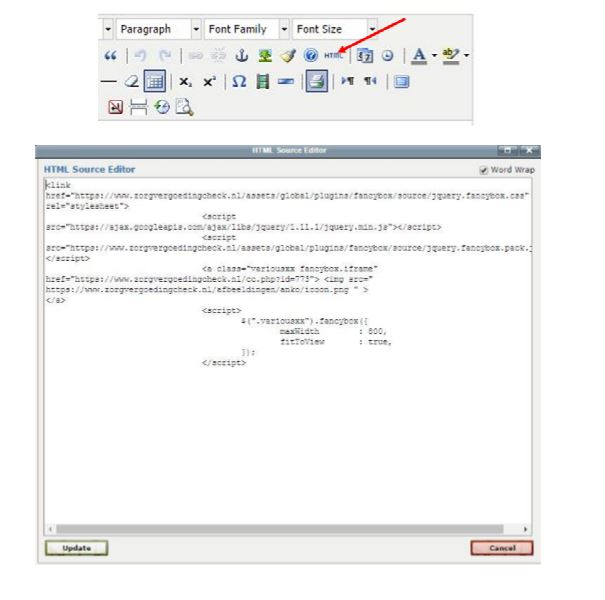 Paragraph Font Family Font Size
HTML
A ab
x, x²
Ω
HTML Source Editor
HTML Source Editor Word Wrap
<link
href="https://www.zorgvergoedingcheck.nl/assets/global/plugins/fancybox/source/jquery.fancybox.css"
rel="stylesheet">
<script
src="https://ajax.googleapis.com/ajax/libs/jquery/1.11.1/jquery.min.js"></script>
<script
src="https://www.zorgvergoedingcheck.nl/assets/global/plugins/fancybox/source/jquery.fancybox.pack.j
</script>
<a class="variousxx fancybox.iframe"
href="https://www.zorgvergoedingcheck.nl/cc.php?id=773"> <img src="
https://www.zorgvergoedingcheck.nl/afbeeldingen/anko/icoon.png " >
</a>
<script>
$(".variousxx").fancybox({
maxWidth : 800,
fitToView : true,
});
</script>
Update Cancel